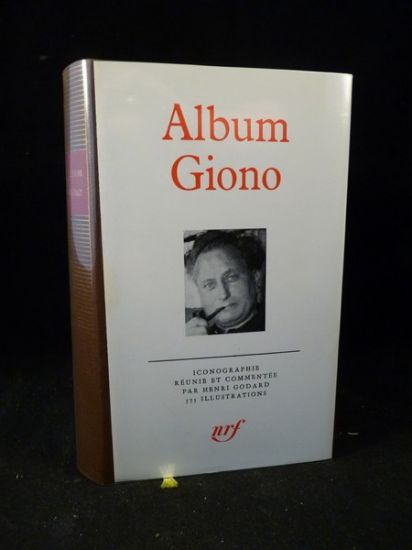 Album
Giono
ICONOGRAPHIE
RÉUNIE ET COMMENTÉE
PAR HENRI GODARD
ILLUSTRATIONS
nrf